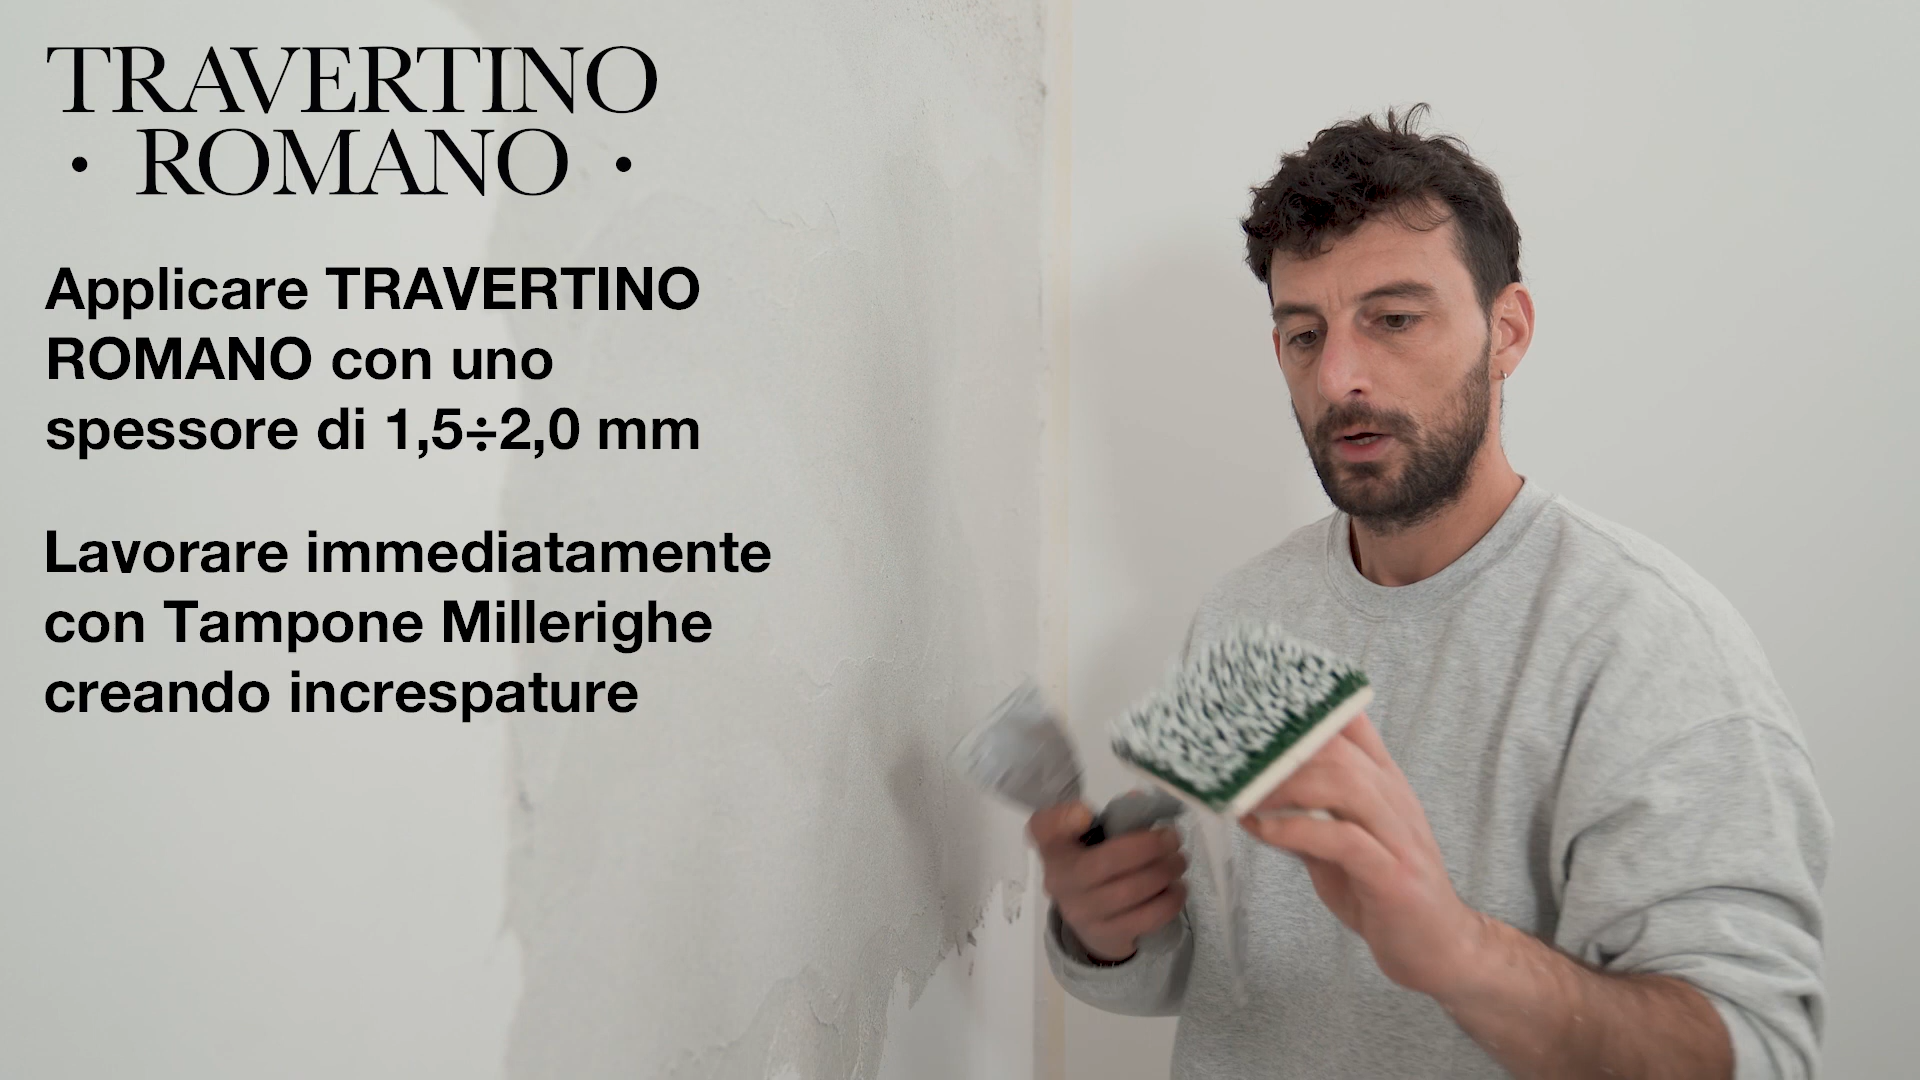 TRAVERTINO
• ROMANO •
Applicare TRAVERTINO
ROMANO con uno
spessore di 1,5÷2,0 mm
Lavorare immediatamente
con Tampone Millerighe
creando increspature